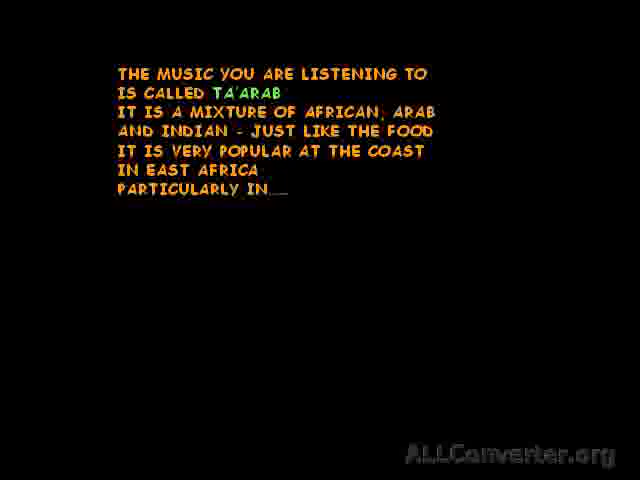 THE MUSIC YOU ARE LISTENING TO
IS CALLED TA'ARAB
IT IS A MIXTURE OF AFRICAN, ARAB
AND INDIAN - JUST LIKE THE FOOD
IT IS VERY POPULAR AT THE COAST
IN EAST AFRICA
PARTICULARLY IN.....
ALLConverter.org